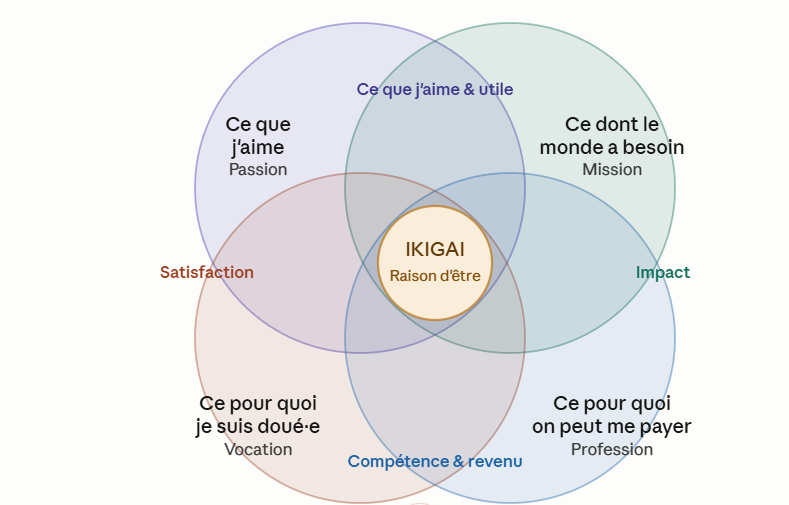 Ce que j'aime & utile
Ce que
j'aime
Passion
Ce dont le
monde a besoin
Mission
IKIGAI
Raison d'être
Satisfaction
Impact
Ce pour quoi
je suis doué·e
Vocation
Ce pour quoi
on peut me payer
Profession
Compétence & revenu